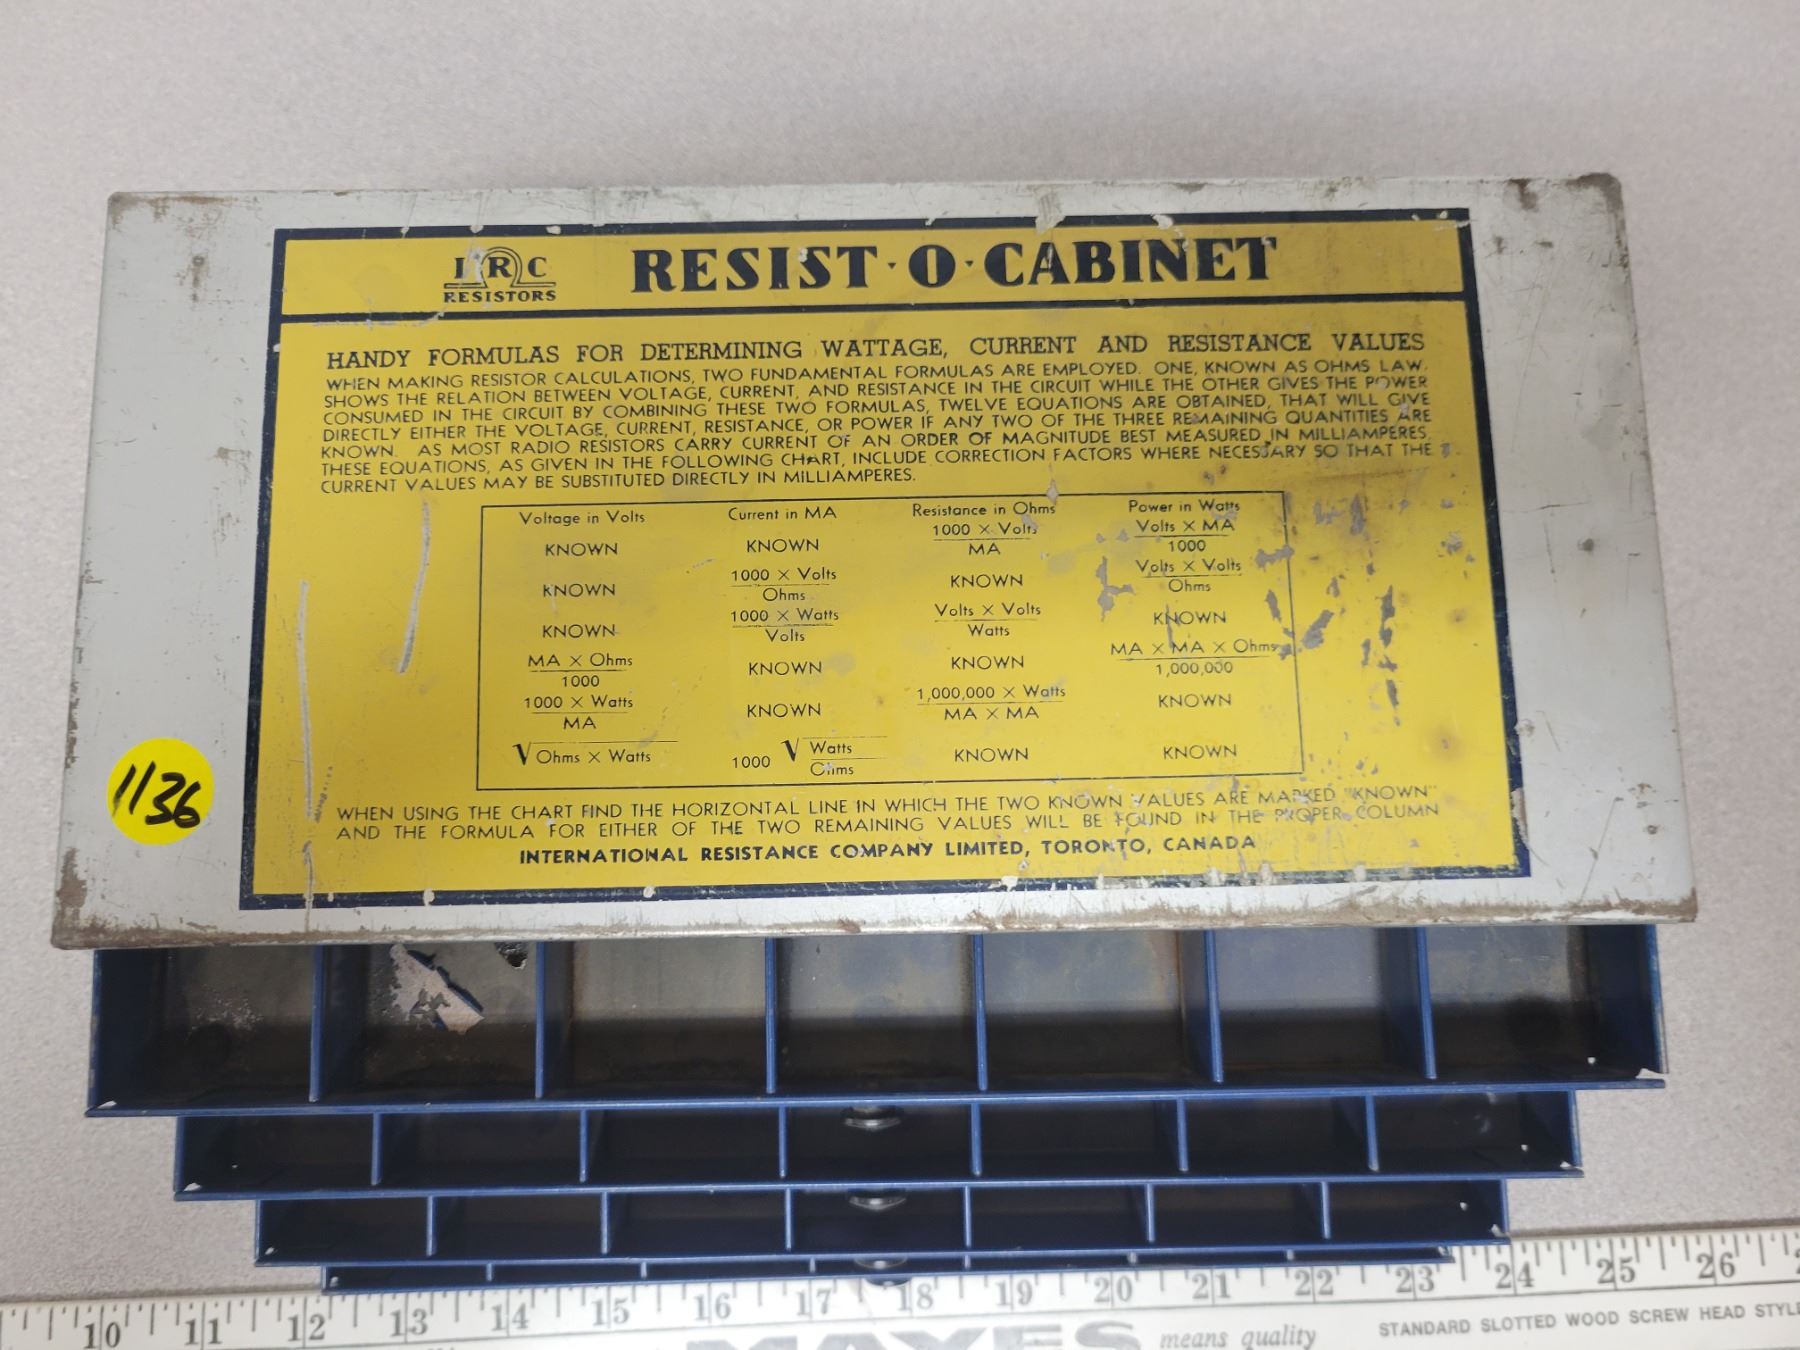 IRC
RESISTORS
RESIST·O·CABINET
HANDY FORMULAS FOR DETERMINING WATTAGE, CURRENT AND RESISTANCE VALUES
WHEN MAKING RESISTOR CALCULATIONS, TWO FUNDAMENTAL FORMULAS ARE EMPLOYED. ONE, KNOWN AS OHMS LAW,
SHOWS THE RELATION BETWEEN VOLTAGE, CURRENT, AND RESISTANCE IN THE CIRCUIT WHILE THE OTHER GIVES THE POWER
CONSUMED IN THE CIRCUIT BY COMBINING THESE TWO FORMULAS, TWELVE EQUATIONS ARE OBTAINED, THAT WILL GIVE
DIRECTLY EITHER THE VOLTAGE, CURRENT, RESISTANCE, OR POWER IF ANY TWO OF THE THREE REMAINING QUANTITIES ARE
KNOWN. AS MOST RADIO RESISTORS CARRY CURRENT OF AN ORDER OF MAGNITUDE BEST MEASURED IN MILLIAMPERES,
THESE EQUATIONS, AS GIVEN IN THE FOLLOWING CHART, INCLUDE CORRECTION FACTORS WHERE NECESSARY SO THAT THE
CURRENT VALUES MAY BE SUBSTITUTED DIRECTLY IN MILLIAMPERES.
Voltage in Volts Current in MA Resistance in Ohms Power in Watts
KNOWN KNOWN 1000 × Volts / MA Volts × MA / 1000
KNOWN 1000 × Volts / Ohms KNOWN Volts × Volts / Ohms
KNOWN 1000 × Watts / Volts Volts × Volts / Watts KNOWN
MA × Ohms / 1000 KNOWN KNOWN MA × MA × Ohms / 1,000,000
1000 × Watts / MA KNOWN 1,000,000 × Watts / MA × MA KNOWN
√Ohms × Watts 1000 √Watts / Ohms KNOWN KNOWN
WHEN USING THE CHART FIND THE HORIZONTAL LINE IN WHICH THE TWO KNOWN VALUES ARE MARKED "KNOWN"
AND THE FORMULA FOR EITHER OF THE TWO REMAINING VALUES WILL BE FOUND IN THE PROPER COLUMN
INTERNATIONAL RESISTANCE COMPANY LIMITED, TORONTO, CANADA
1136
10 11 12 13 14 15 16 17 18 19 20 21 22 23 24 25 26
MAYES means quality STANDARD SLOTTED WOOD SCREW HEAD STYLE